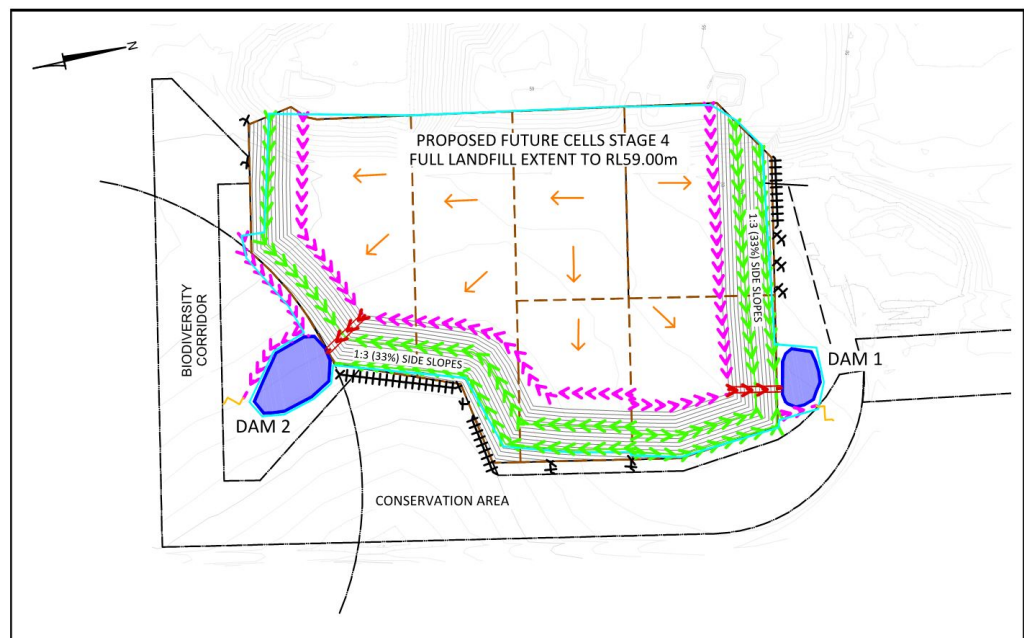 N
PROPOSED FUTURE CELLS STAGE 4
FULL LANDFILL EXTENT TO RL59.00m
1:3 (33%) SIDE SLOPES
BIODIVERSITY
CORRIDOR
1:3 (33%) SIDE SLOPES
DAM 1
DAM 2
CONSERVATION AREA